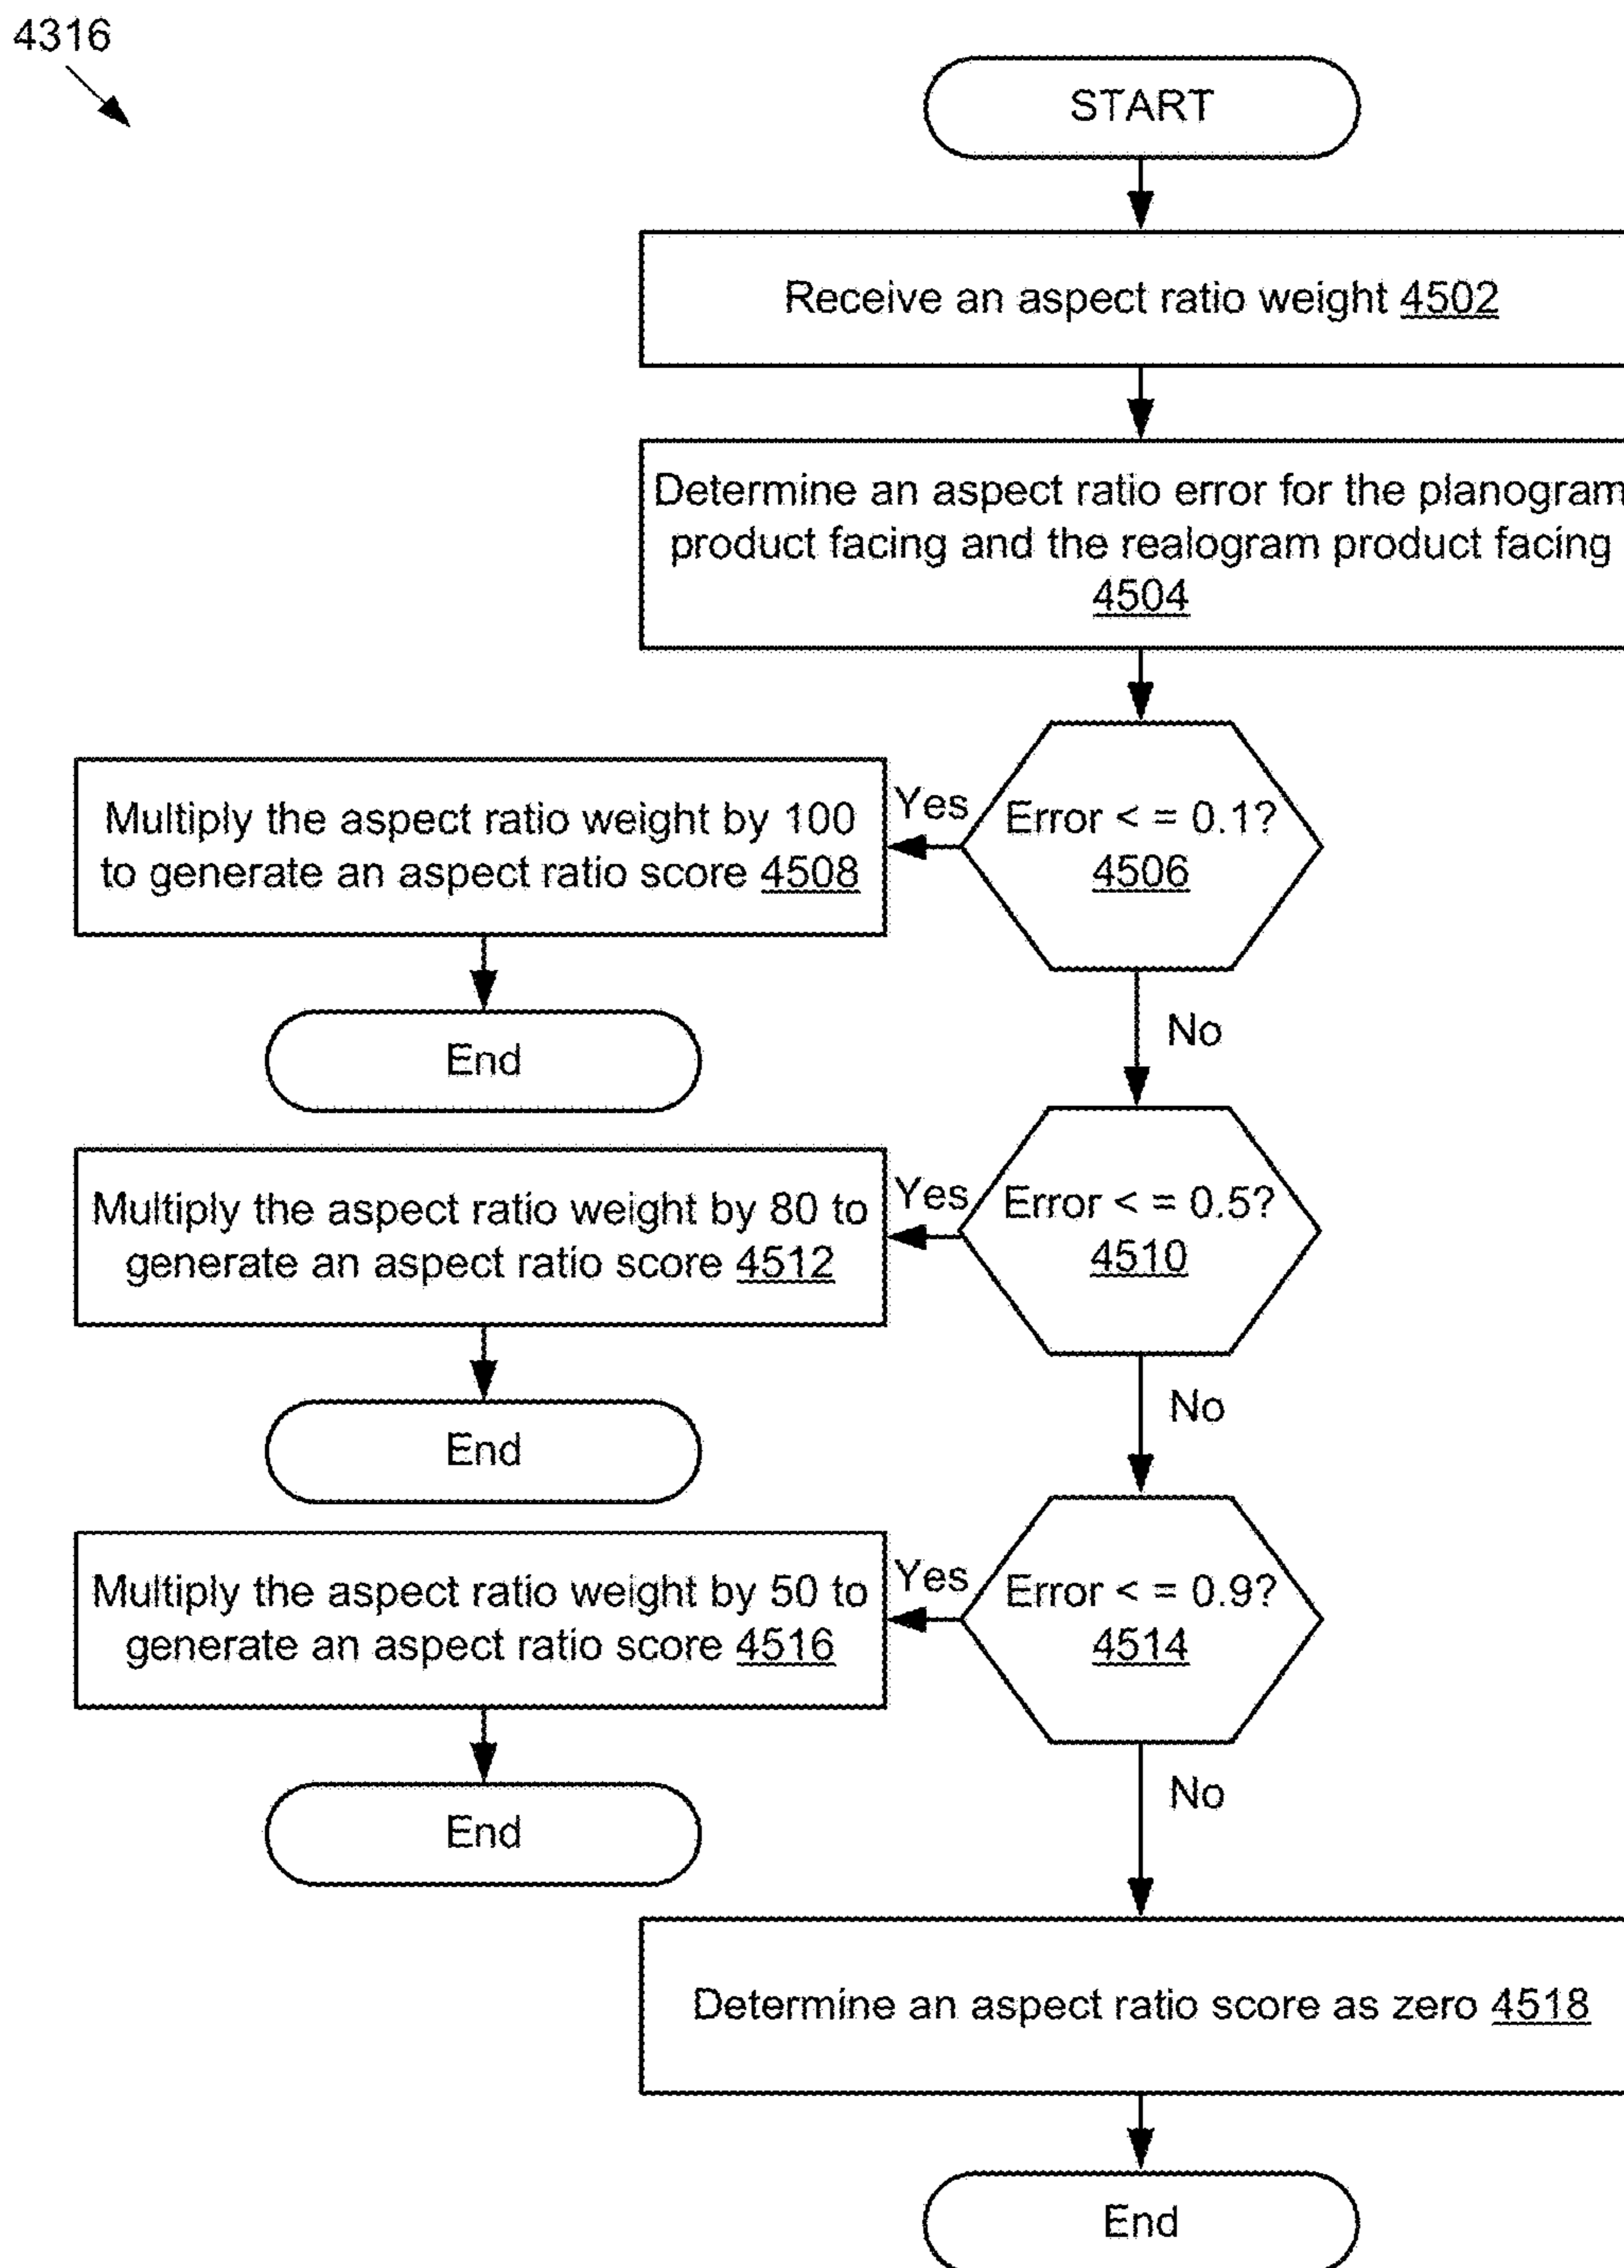 4316
START
Receive an aspect ratio weight 4502
Determine an aspect ratio error for the planogram
product facing and the realogram product facing
4504
Error < = 0.1?
4506
Yes
Multiply the aspect ratio weight by 100
to generate an aspect ratio score 4508
End
No
Error < = 0.5?
4510
Yes
Multiply the aspect ratio weight by 80 to
generate an aspect ratio score 4512
End
No
Error < = 0.9?
4514
Yes
Multiply the aspect ratio weight by 50 to
generate an aspect ratio score 4516
End
No
Determine an aspect ratio score as zero 4518
End